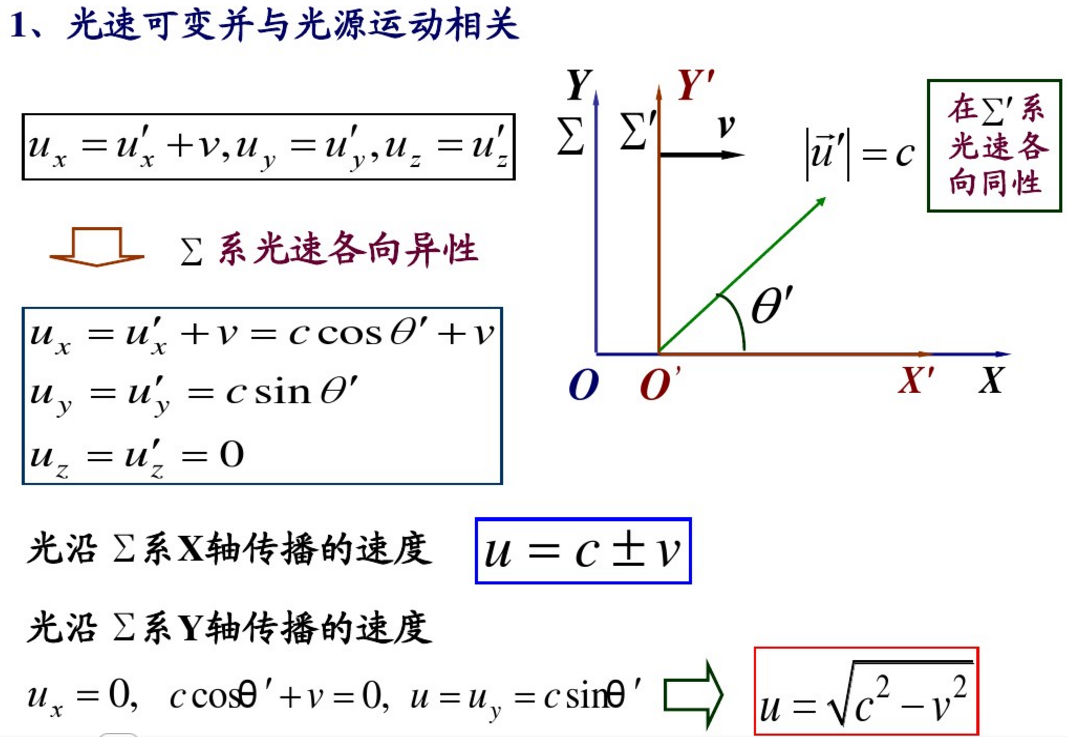 1、光速可变并与光源运动相关
Y
Y'
Σ
Σ'
v
|u⃗'| = c
在Σ'系
光速各
向同性
u_x = u'_x + v, u_y = u'_y, u_z = u'_z
Σ 系光速各向异性
u_x = u'_x + v = c cos θ' + v
u_y = u'_y = c sin θ'
u_z = u'_z = 0
θ'
O
O'
X'
X
光沿 Σ系X轴传播的速度
u = c ± v
光沿 Σ系Y轴传播的速度
u_x = 0, c cosθ' + v = 0, u = u_y = c sinθ'
u = √(c² − v²)